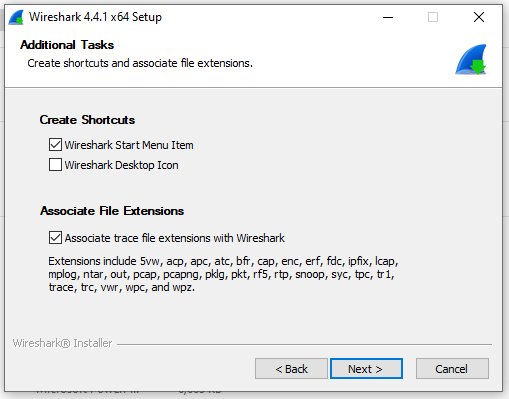 Wireshark 4.4.1 x64 Setup
Additional Tasks
Create shortcuts and associate file extensions.
Create Shortcuts
Wireshark Start Menu Item
Wireshark Desktop Icon
Associate File Extensions
Associate trace file extensions with Wireshark
Extensions include 5vw, acp, apc, atc, bfr, cap, enc, erf, fdc, ipfix, lcap,
mplog, ntar, out, pcap, pcapng, pklg, pkt, rf5, rtp, snoop, syc, tpc, tr1,
trace, trc, vwr, wpc, and wpz.
Wireshark® Installer
< Back
Next >
Cancel